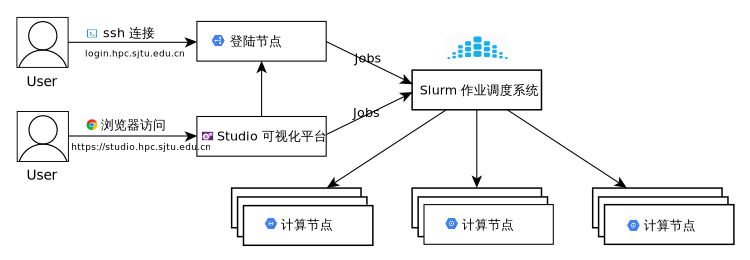 ssh 连接
login.hpc.sjtu.edu.cn
User
登陆节点
Jobs
Slurm 作业调度系统
浏览器访问
https://studio.hpc.sjtu.edu.cn
User
Studio 可视化平台
Jobs
计算节点
计算节点
计算节点